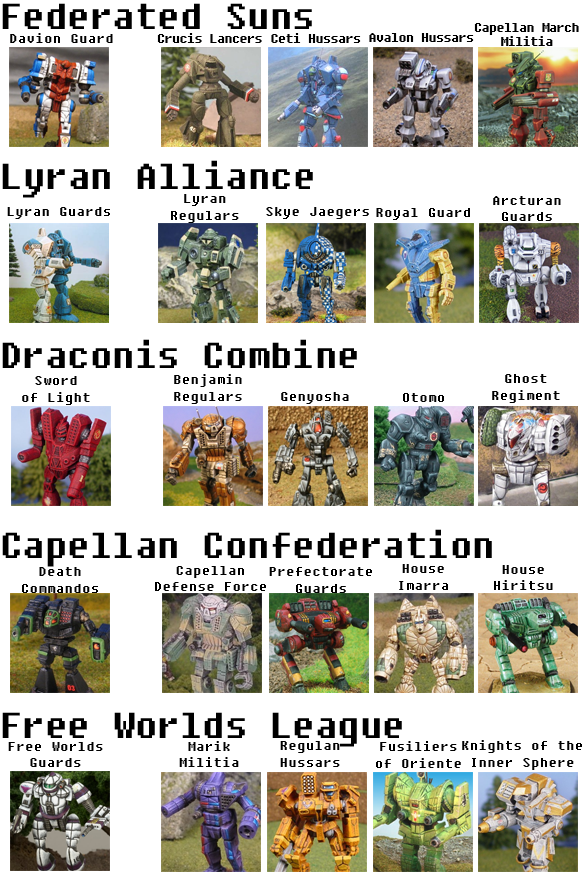 Federated Suns
Davion Guard
Crucis Lancers
Ceti Hussars
Avalon Hussars
Capellan March
Militia
Lyran Alliance
Lyran Guards
Lyran
Regulars
Skye Jaegers
Royal Guard
Arcturan
Guards
Draconis Combine
Sword
of Light
Benjamin
Regulars
Genyosha
Otomo
Ghost
Regiment
Capellan Confederation
Death
Commandos
Capellan
Defense Force
Prefectorate
Guards
House
Imarra
House
Hiritsu
Free Worlds League
Free Worlds
Guards
Marik
Militia
Regulan
Hussars
Fusiliers
of Oriente
Knights of the
Inner Sphere